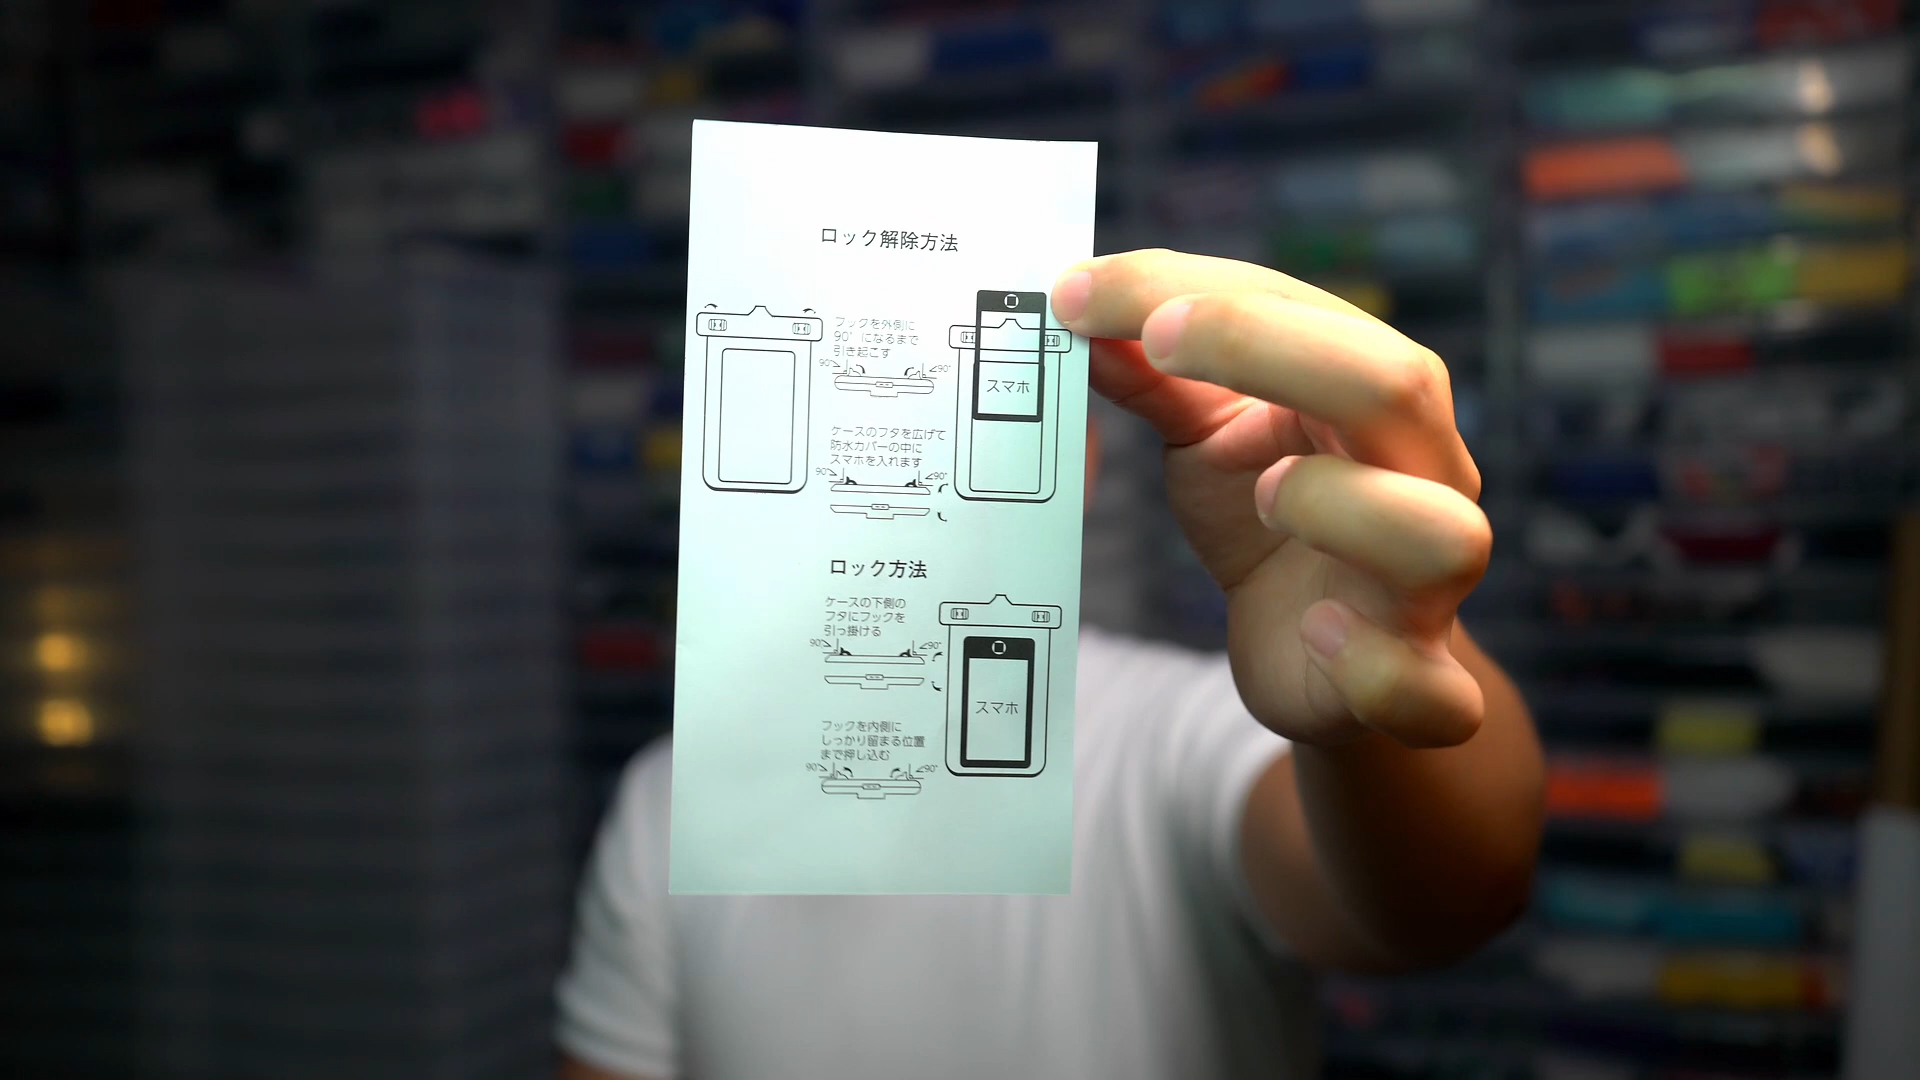 ロック解除方法
フックを外側に
90°になるまで
引き起こす
90° 90°
スマホ
ケースのフタを広げて
防水カバーの中に
スマホを入れます
90° 90°
ロック方法
ケースの下側の
フタにフックを
引っ掛ける
90° 90°
スマホ
フックを内側に
しっかり留まる位置
まで押し込む
90° 90°